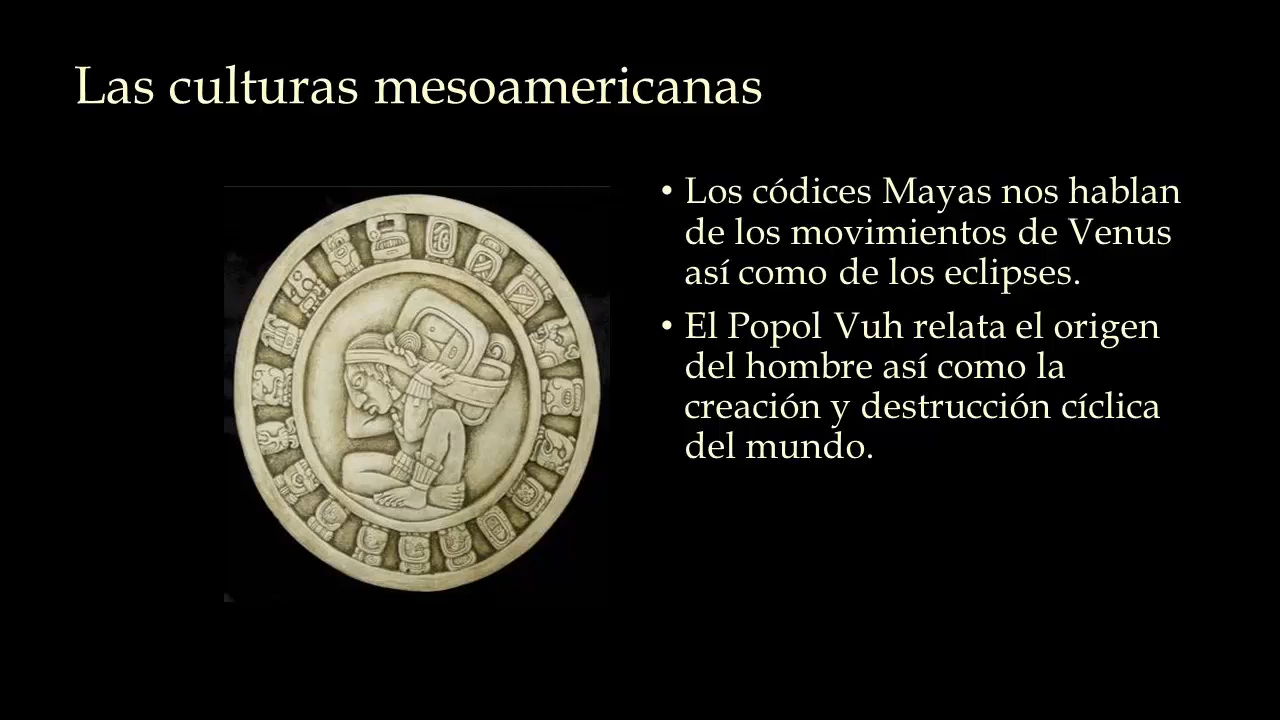 Las culturas mesoamericanas
• Los códices Mayas nos hablan
de los movimientos de Venus
así como de los eclipses.
• El Popol Vuh relata el origen
del hombre así como la
creación y destrucción cíclica
del mundo.